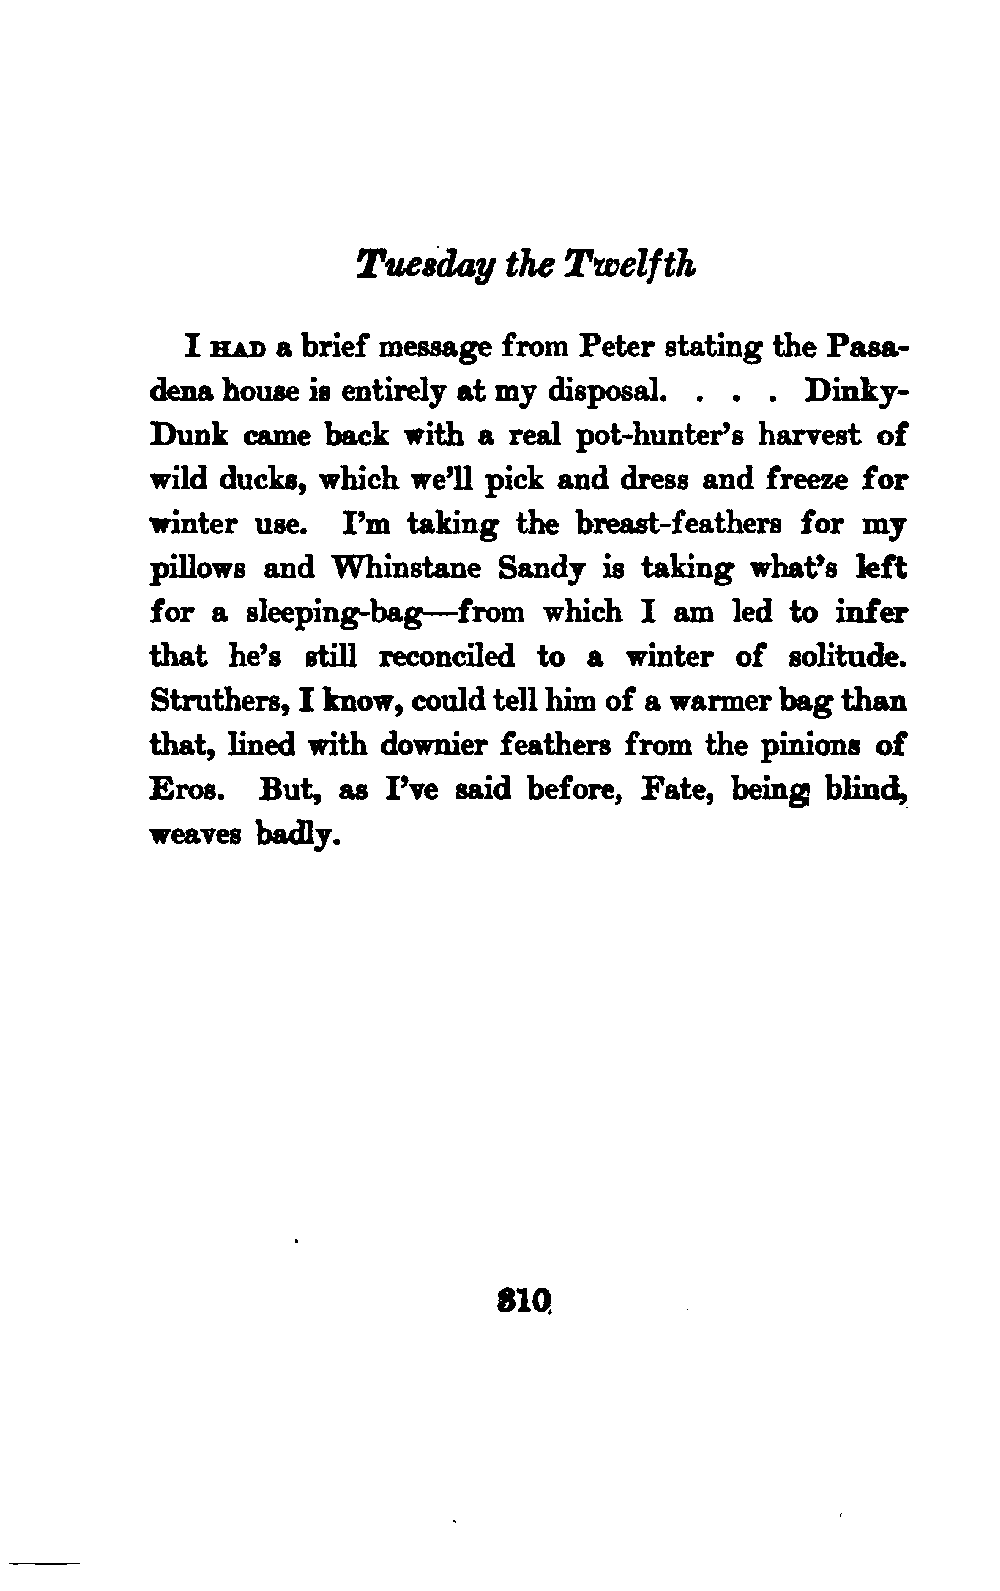 Tuesday the Twelfth
I HAD a brief message from Peter stating the Pasa-
dena house is entirely at my disposal. . . . Dinky-
Dunk came back with a real pot-hunter's harvest of
wild ducks, which we'll pick and dress and freeze for
winter use. I'm taking the breast-feathers for my
pillows and Whinstane Sandy is taking what's left
for a sleeping-bag—from which I am led to infer
that he's still reconciled to a winter of solitude.
Struthers, I know, could tell him of a warmer bag than
that, lined with downier feathers from the pinions of
Eros. But, as I've said before, Fate, being blind,
weaves badly.
310